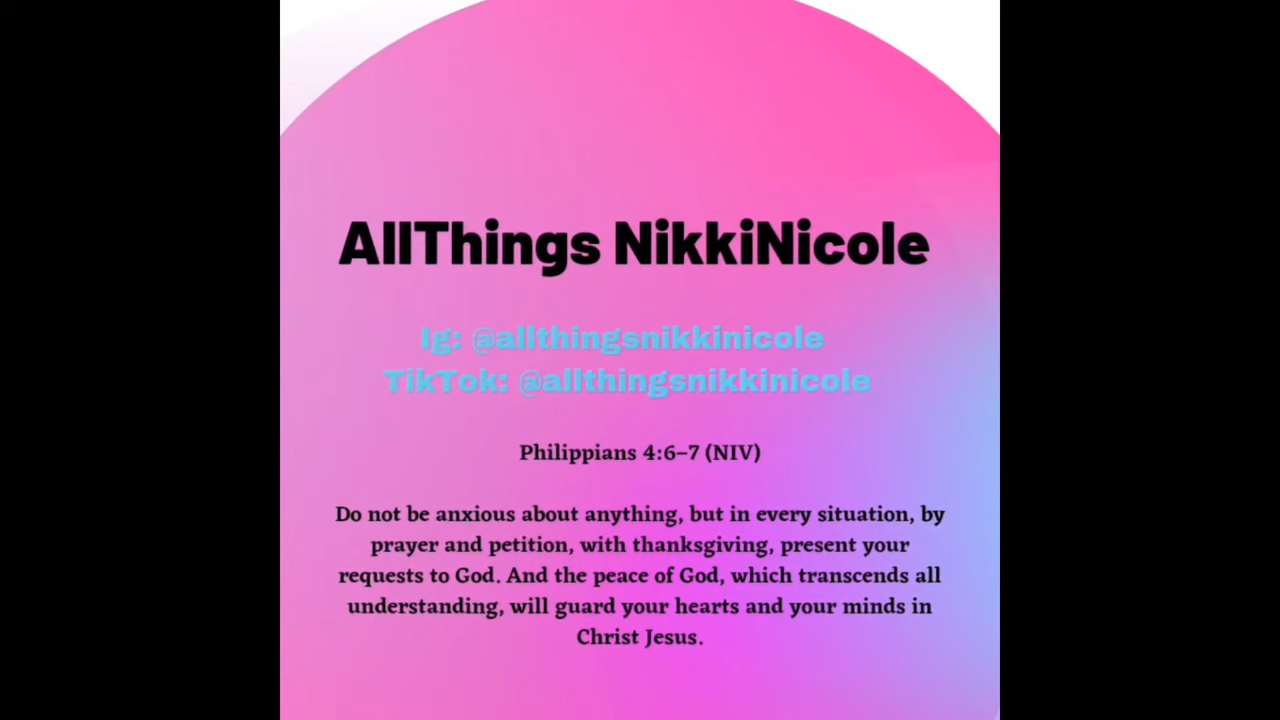 AllThings NikkiNicole
Ig: @allthingsnikkinicole
TikTok: @allthingsnikkinicole
Philippians 4:6–7 (NIV)
Do not be anxious about anything, but in every situation, by
prayer and petition, with thanksgiving, present your
requests to God. And the peace of God, which transcends all
understanding, will guard your hearts and your minds in
Christ Jesus.